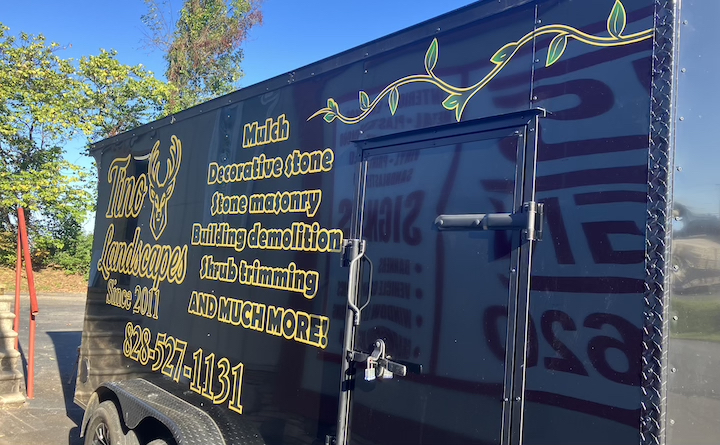 Tino
Landscapes
Since 2011
828-527-1131
Mulch
Decorative stone
Stone masonry
Building demolition
Shrub trimming
AND MUCH MORE!
SIGNS